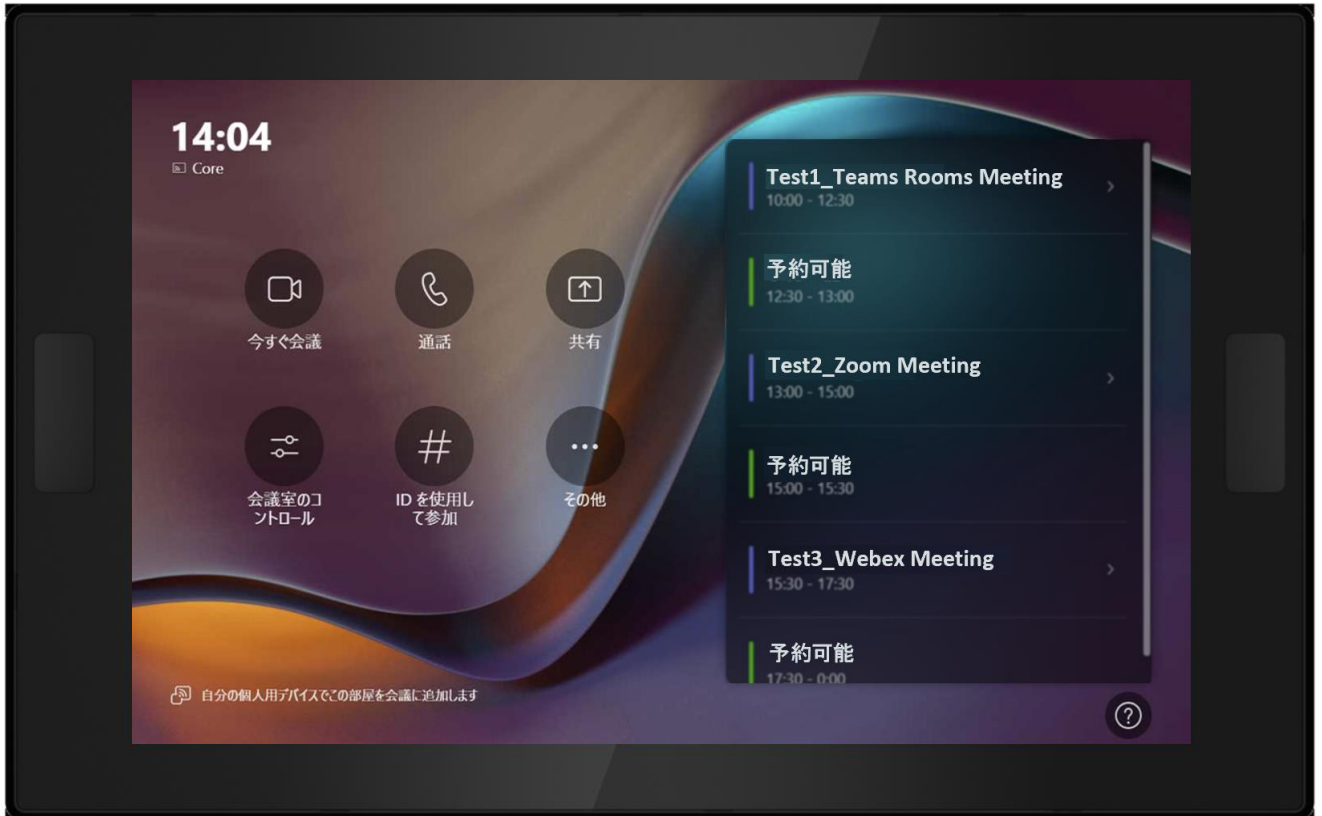 14:04
Core
今すぐ会議
通話
共有
会議室のコ
ントロール
ID を使用し
て参加
その他
自分の個人用デバイスでこの部屋を会議に追加します
Test1_Teams Rooms Meeting
10:00 - 12:30
予約可能
12:30 - 13:00
Test2_Zoom Meeting
13:00 - 15:00
予約可能
15:00 - 15:30
Test3_Webex Meeting
15:30 - 17:30
予約可能
17:30 - 0:00